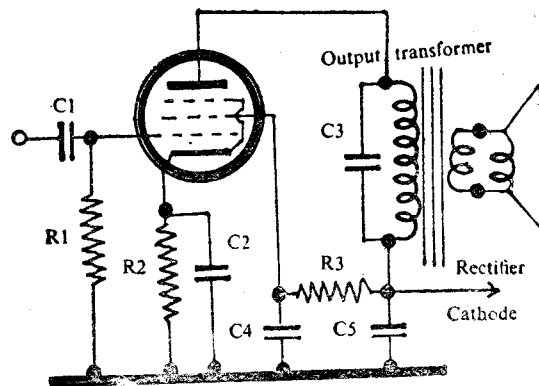 Output transformer
C1
C3
R1
R2
C2
R3
Rectifier
C4
C5
Cathode